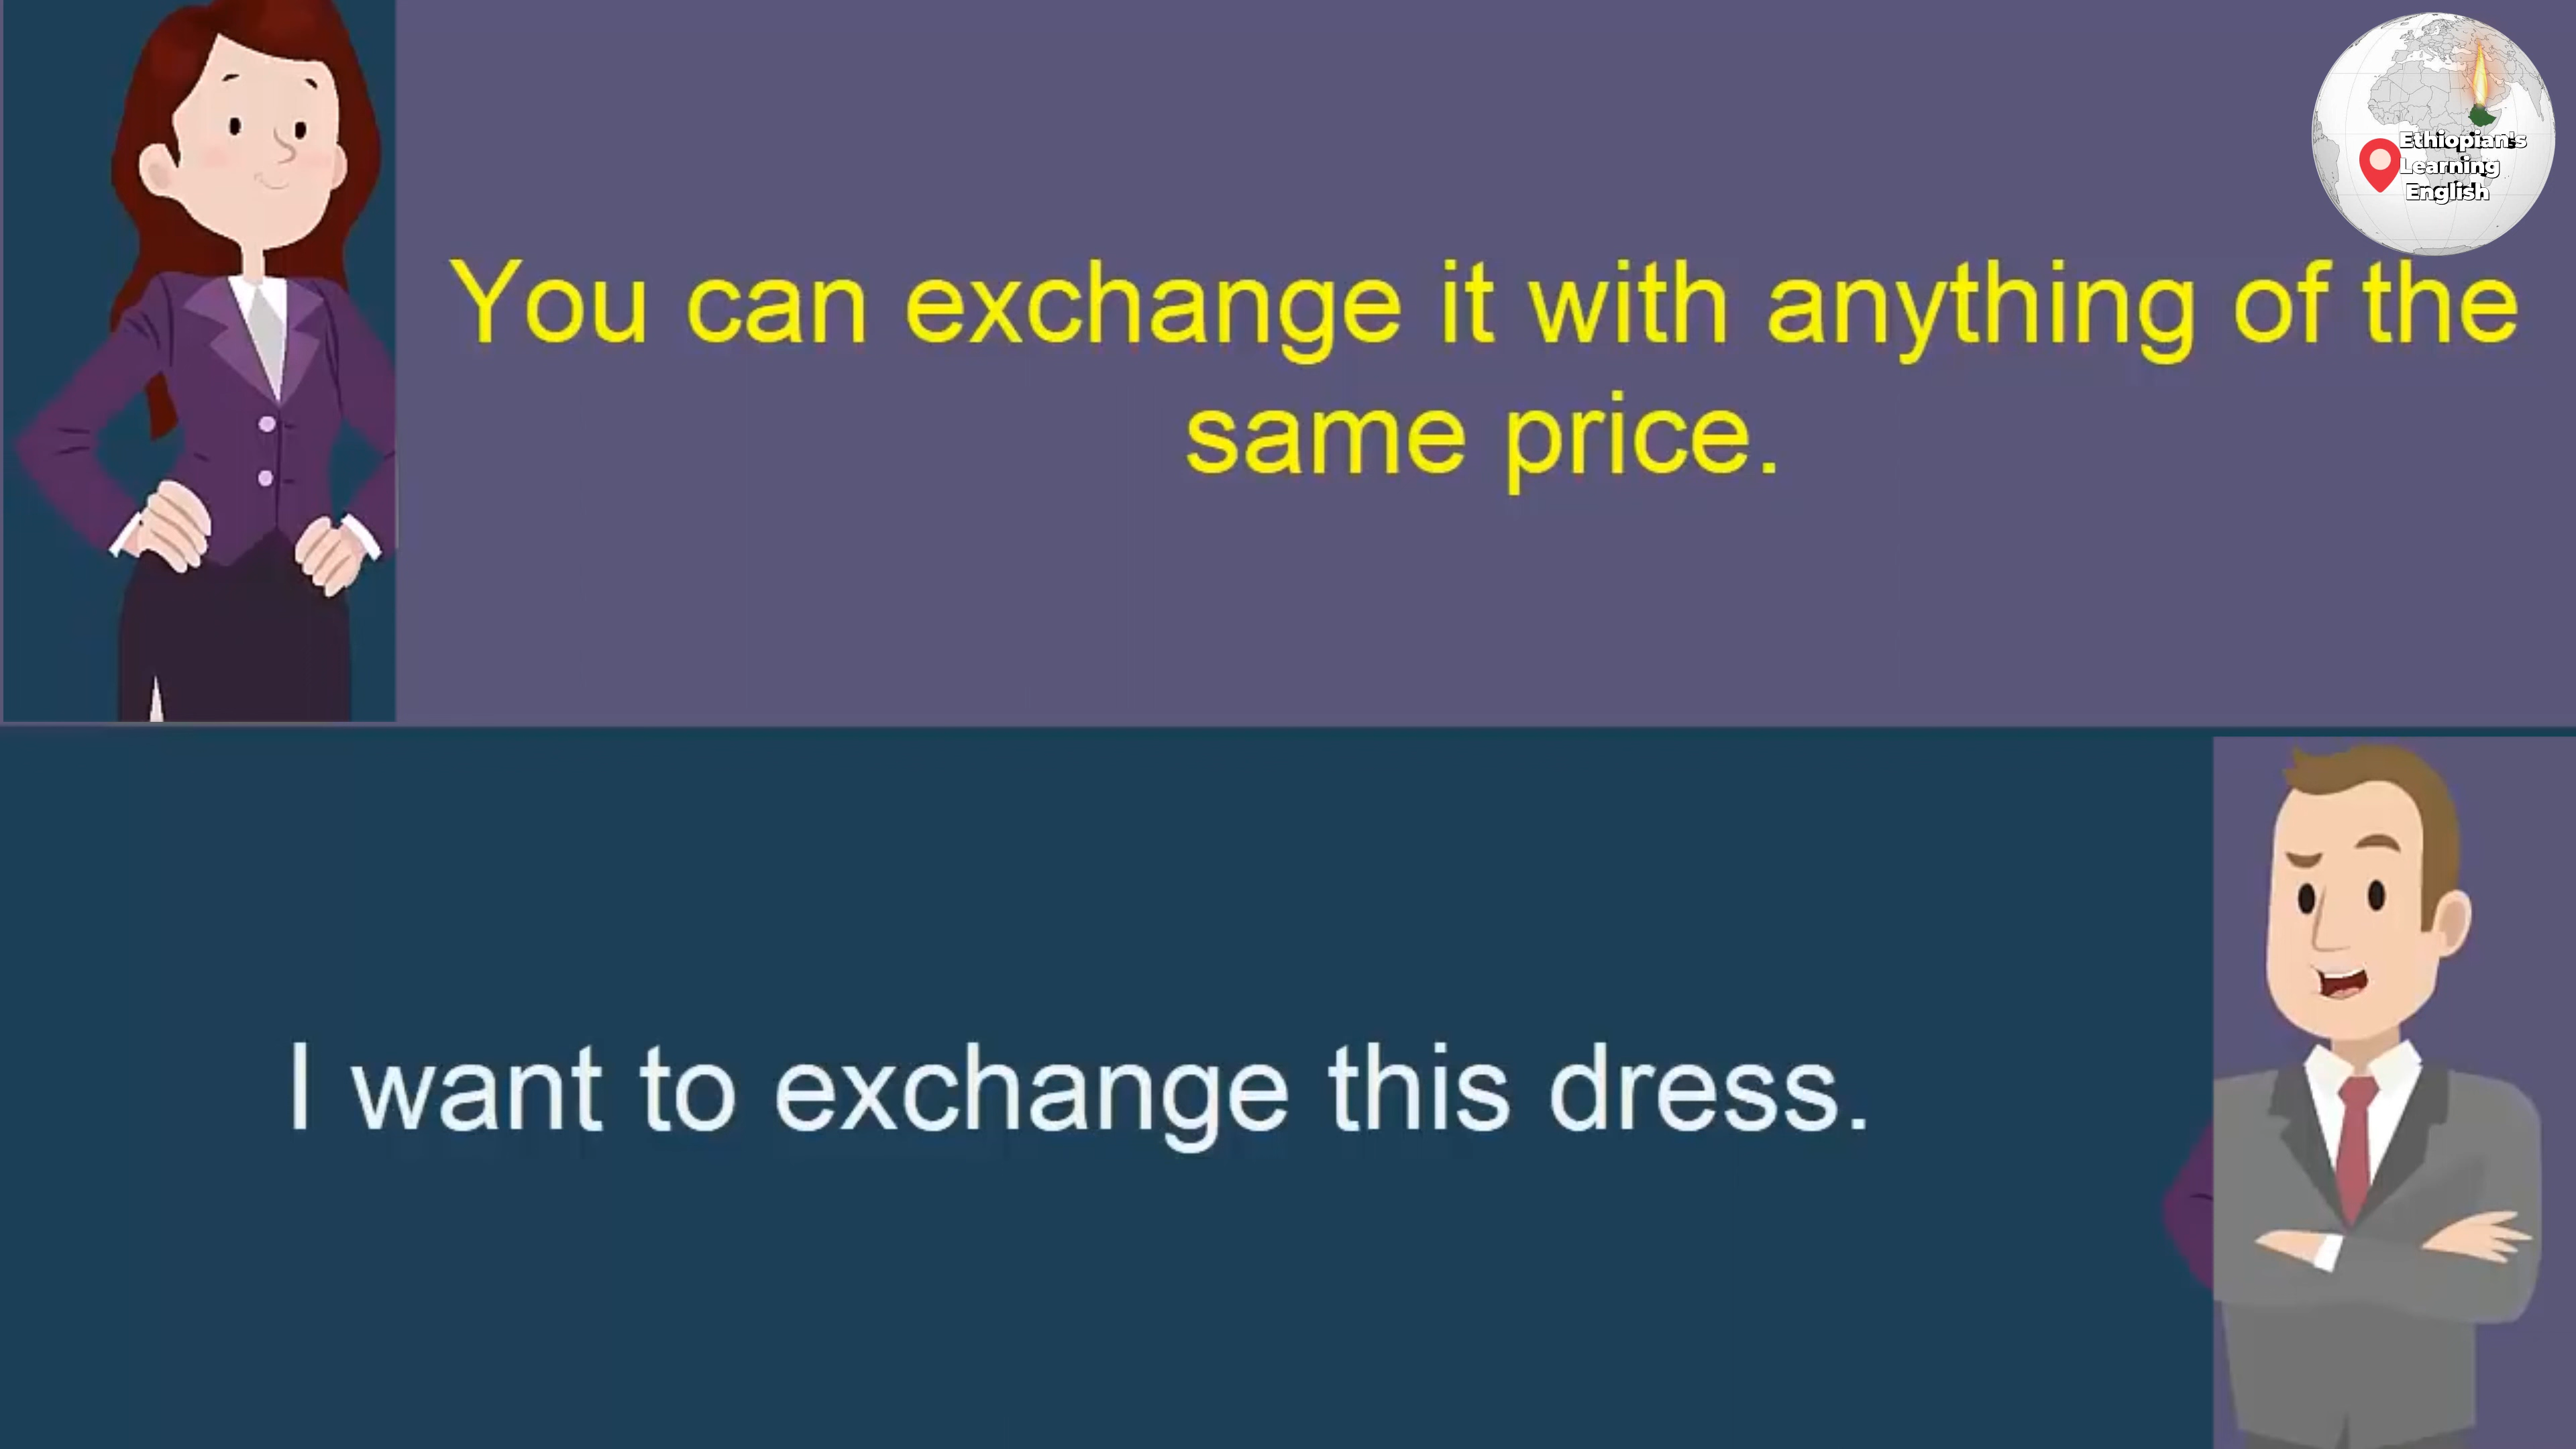 Ethiopian's
Learning
English
You can exchange it with anything of the
same price.
I want to exchange this dress.